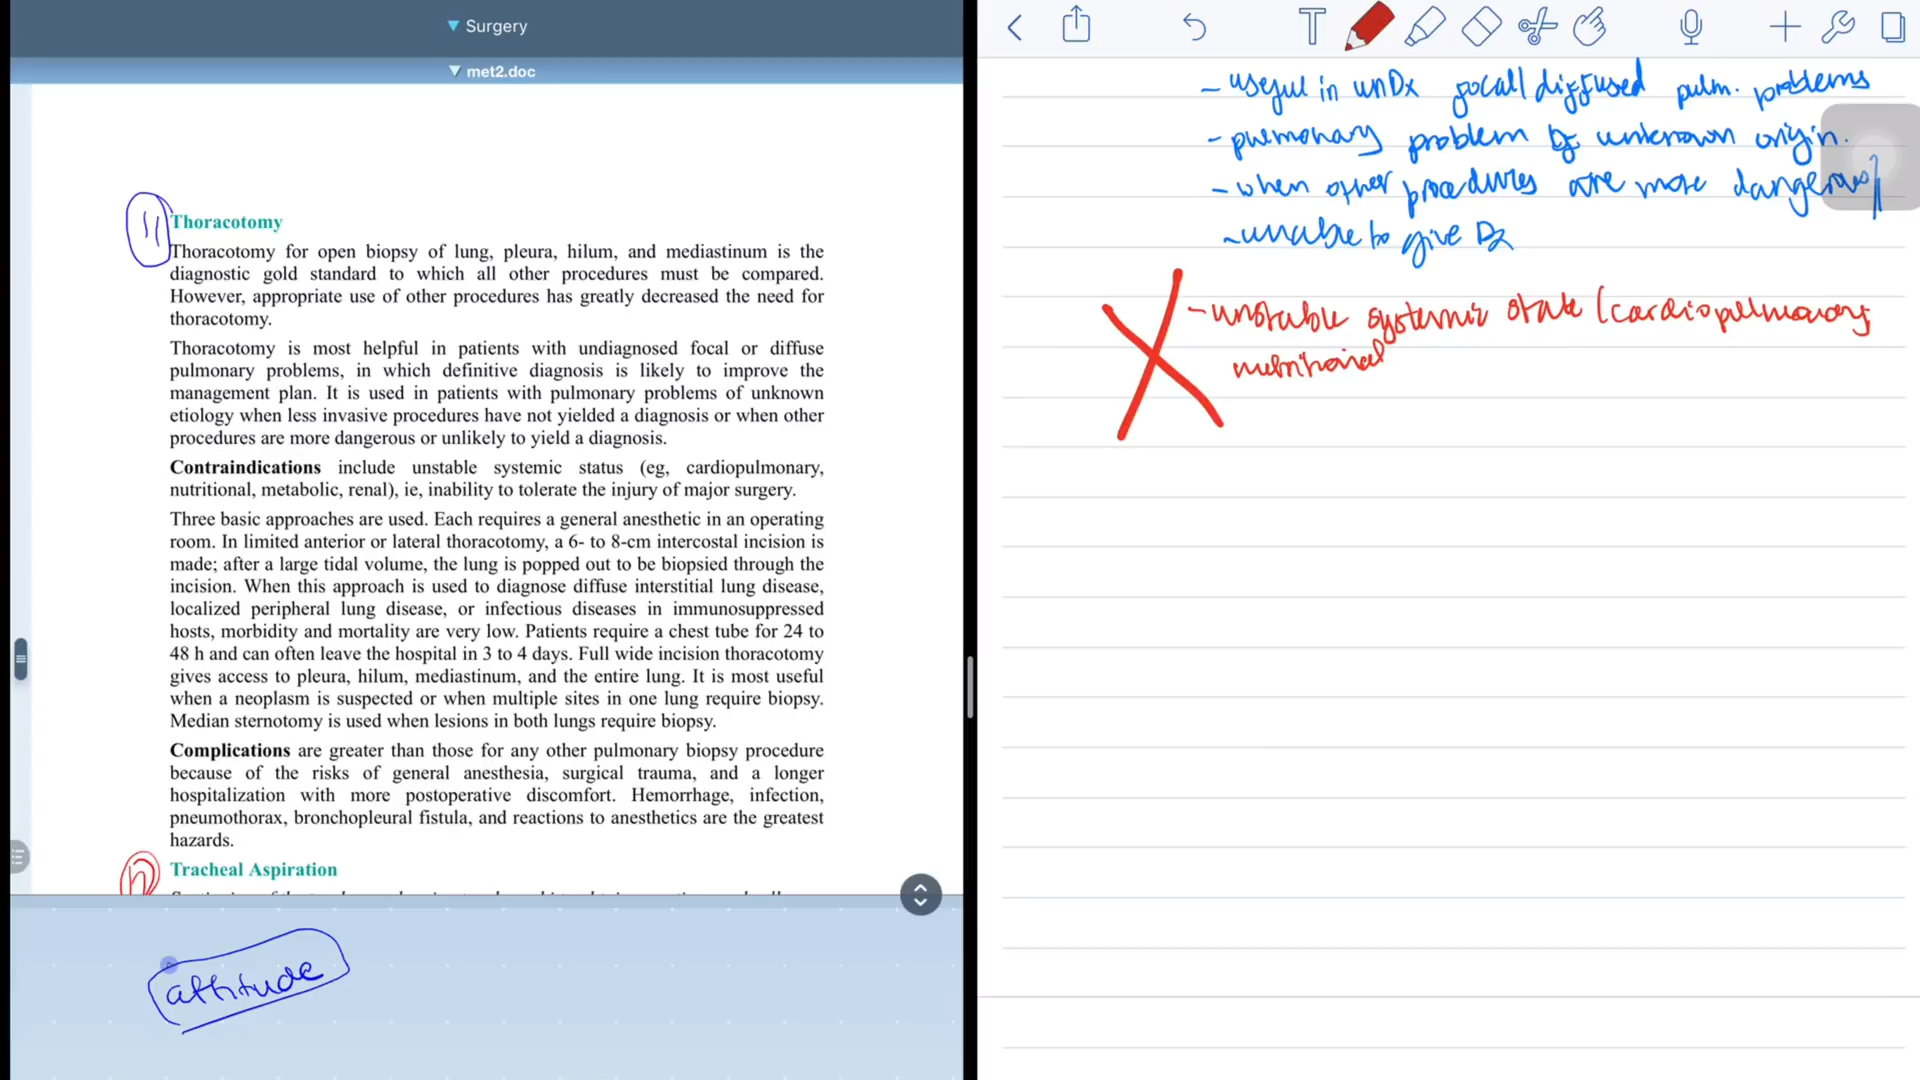 Surgery
met2.doc
11
Thoracotomy
Thoracotomy for open biopsy of lung, pleura, hilum, and mediastinum is the
diagnostic gold standard to which all other procedures must be compared.
However, appropriate use of other procedures has greatly decreased the need for
thoracotomy.
Thoracotomy is most helpful in patients with undiagnosed focal or diffuse
pulmonary problems, in which definitive diagnosis is likely to improve the
management plan. It is used in patients with pulmonary problems of unknown
etiology when less invasive procedures have not yielded a diagnosis or when other
procedures are more dangerous or unlikely to yield a diagnosis.
Contraindications include unstable systemic status (eg, cardiopulmonary,
nutritional, metabolic, renal), ie, inability to tolerate the injury of major surgery.
Three basic approaches are used. Each requires a general anesthetic in an operating
room. In limited anterior or lateral thoracotomy, a 6- to 8-cm intercostal incision is
made; after a large tidal volume, the lung is popped out to be biopsied through the
incision. When this approach is used to diagnose diffuse interstitial lung disease,
localized peripheral lung disease, or infectious diseases in immunosuppressed
hosts, morbidity and mortality are very low. Patients require a chest tube for 24 to
48 h and can often leave the hospital in 3 to 4 days. Full wide incision thoracotomy
gives access to pleura, hilum, mediastinum, and the entire lung. It is most useful
when a neoplasm is suspected or when multiple sites in one lung require biopsy.
Median sternotomy is used when lesions in both lungs require biopsy.
Complications are greater than those for any other pulmonary biopsy procedure
because of the risks of general anesthesia, surgical trauma, and a longer
hospitalization with more postoperative discomfort. Hemorrhage, infection,
pneumothorax, bronchopleural fistula, and reactions to anesthetics are the greatest
hazards.
Tracheal Aspiration
attitude
- useful in unDx focal/diffused pulm. problems
- pulmonary problem of unknown origin.
- when other procedures are more dangerous/
- unable to give Dx
- unstable systemic state (cardiopulmonary
nutritional